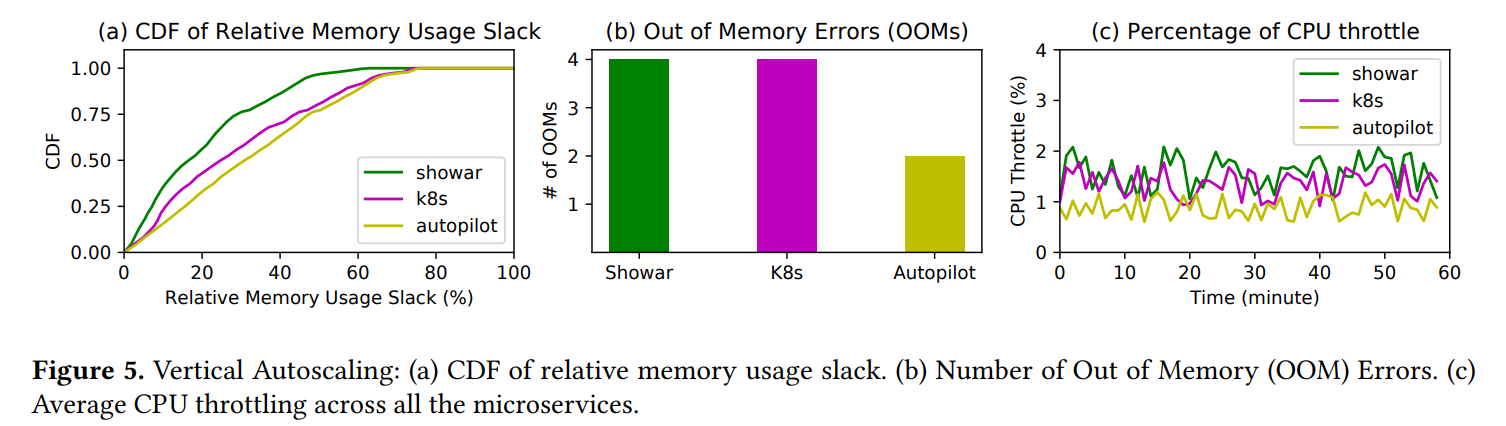 (a) CDF of Relative Memory Usage Slack
1.00
0.75
0.50
0.25
0.00
CDF
showar
k8s
autopilot
0 20 40 60 80 100
Relative Memory Usage Slack (%)
(b) Out of Memory Errors (OOMs)
4
3
2
1
# of OOMs
Showar K8s Autopilot
(c) Percentage of CPU throttle
4
3
2
1
0
CPU Throttle (%)
showar
k8s
autopilot
0 10 20 30 40 50 60
Time (minute)
Figure 5. Vertical Autoscaling: (a) CDF of relative memory usage slack. (b) Number of Out of Memory (OOM) Errors. (c)
Average CPU throttling across all the microservices.